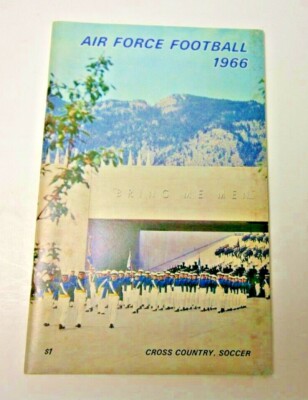 AIR FORCE FOOTBALL
1966
BRING ME MEN
$1
CROSS COUNTRY, SOCCER